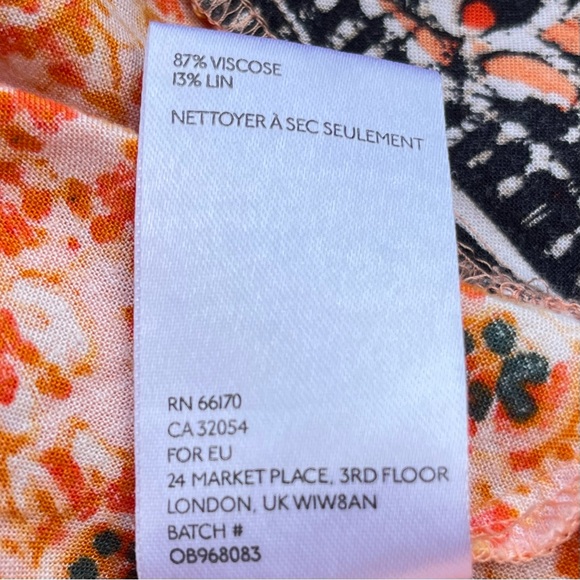 87% VISCOSE
13% LIN
NETTOYER À SEC SEULEMENT
RN 66170
CA 32054
FOR EU
24 MARKET PLACE, 3RD FLOOR
LONDON, UK W1W8AN
BATCH #
OB968083